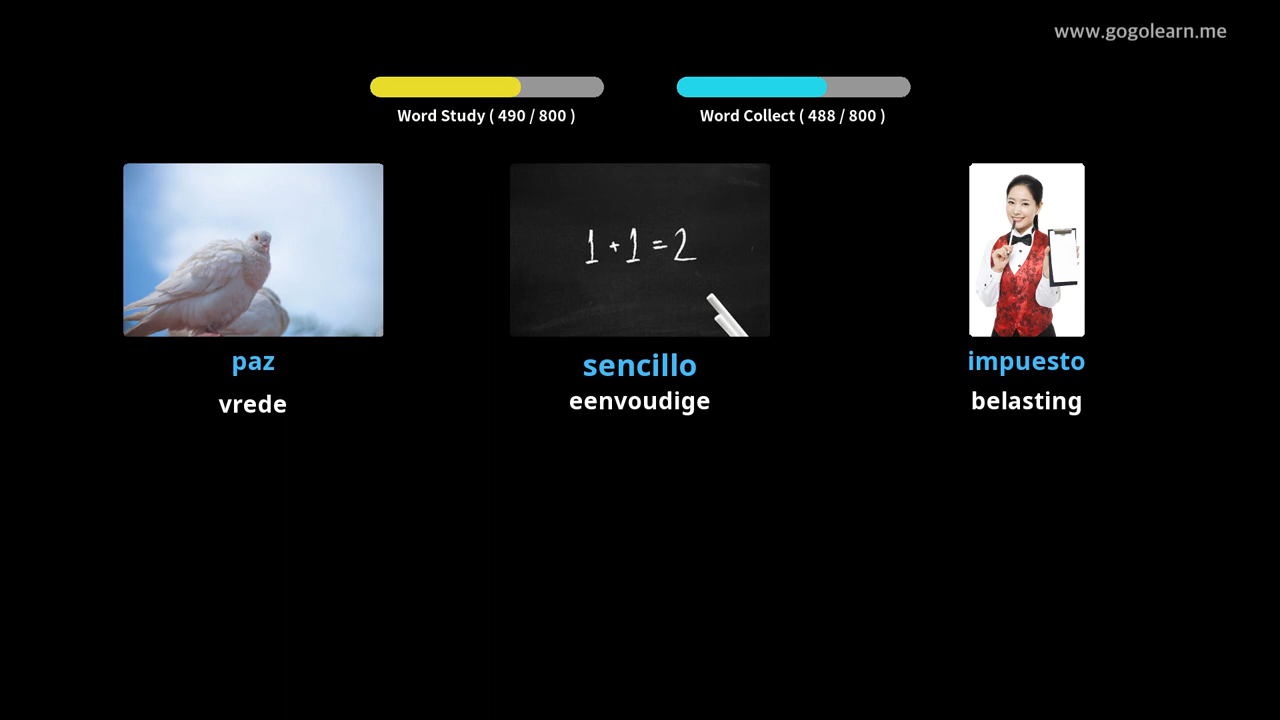 www.gogolearn.me
Word Study ( 490 / 800 )
Word Collect ( 488 / 800 )
1 + 1 = 2
paz
sencillo
impuesto
vrede
eenvoudige
belasting